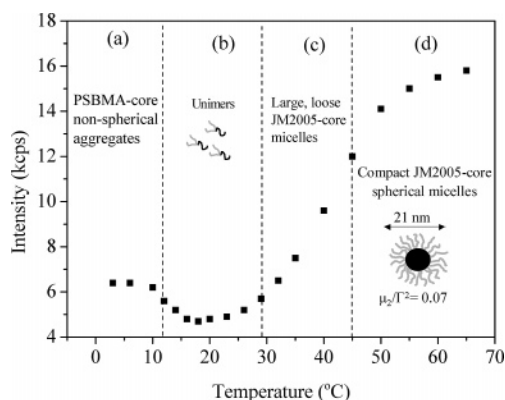 (a)
(b)
(c)
(d)
PSBMA-core
non-spherical
aggregates
Unimers
Large, loose
JM2005-core
micelles
Compact JM2005-core
spherical micelles
21 nm
μ₂/Γ²= 0.07
Intensity (kcps)
18
16
14
12
10
8
6
4
0 10 20 30 40 50 60 70
Temperature (ºC)